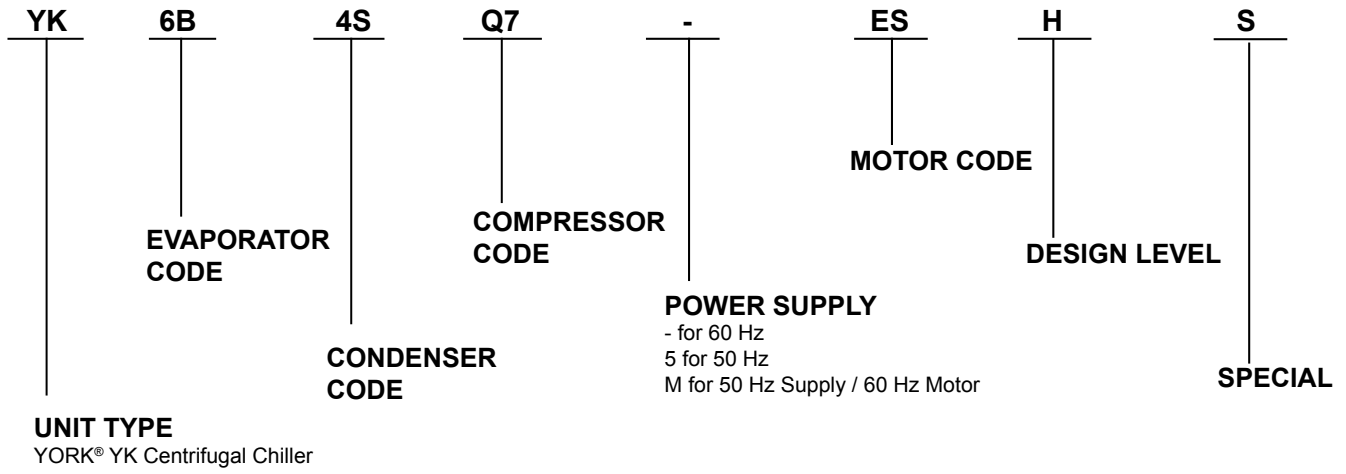 YK 6B 4S Q7 - ES H S
MOTOR CODE
COMPRESSOR
CODE
EVAPORATOR
CODE
DESIGN LEVEL
POWER SUPPLY
- for 60 Hz
5 for 50 Hz
M for 50 Hz Supply / 60 Hz Motor
CONDENSER
CODE
SPECIAL
UNIT TYPE
YORK® YK Centrifugal Chiller